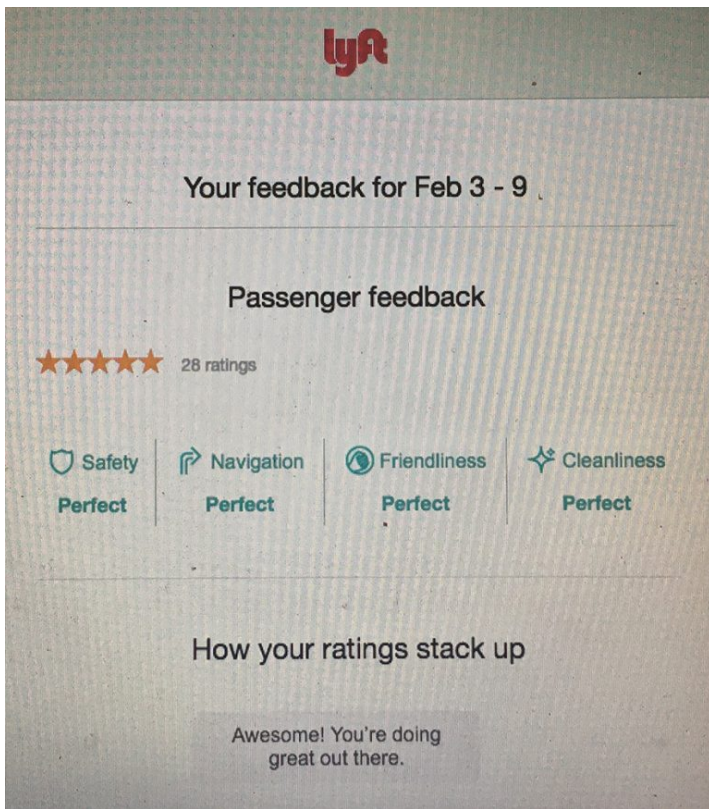 lyft
Your feedback for Feb 3 - 9
Passenger feedback
28 ratings
Safety
Navigation
Friendliness
Cleanliness
Perfect
Perfect
Perfect
Perfect
How your ratings stack up
Awesome! You're doing
great out there.